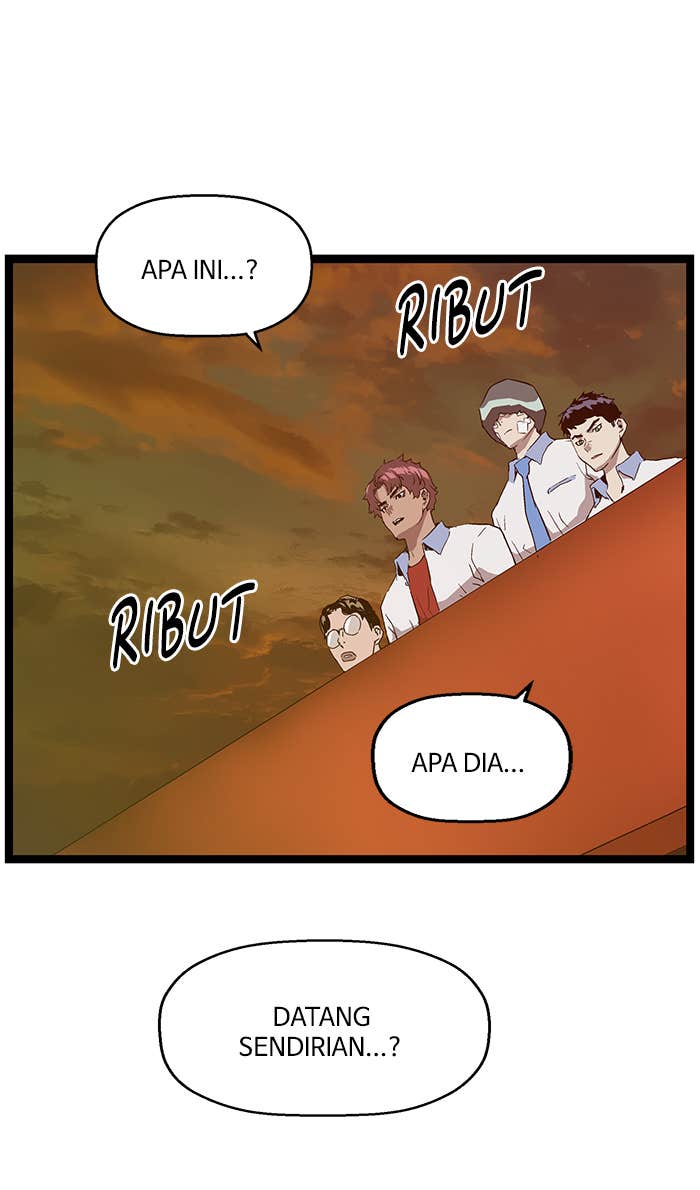 APA INI...?
RIBUT
RIBUT
APA DIA...
DATANG
SENDIRIAN...?